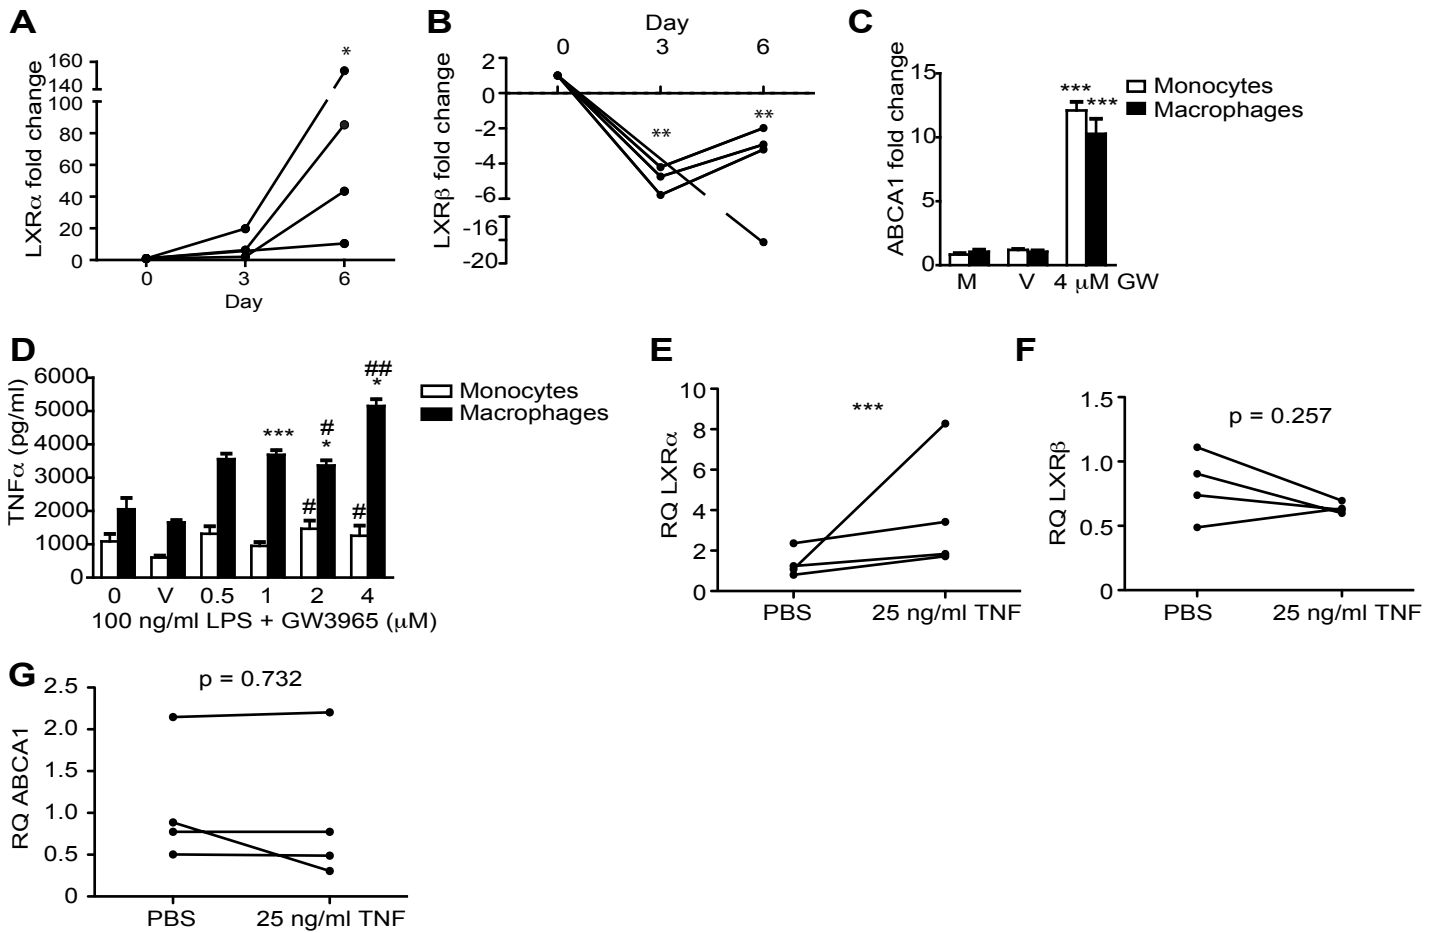 A
LXRα fold change
160
140
100
80
60
40
20
0
*
0 3 6
Day
B
Day
0 3 6
LXRβ fold change
2
0
-2
-4
-6
-16
-20
**
**
C
ABCA1 fold change
15
10
5
0
***
***
Monocytes
Macrophages
M V 4 μM GW
D
TNFα (pg/ml)
6000
5000
4000
3000
2000
1000
0
##
*
***
#
*
#
#
Monocytes
Macrophages
0 V 0.5 1 2 4
100 ng/ml LPS + GW3965 (μM)
E
RQ LXRα
10
8
6
4
2
0
***
PBS 25 ng/ml TNF
F
RQ LXRβ
1.5
1.0
0.5
0
p = 0.257
PBS 25 ng/ml TNF
G
RQ ABCA1
2.5
2.0
1.5
1.0
0.5
0
p = 0.732
PBS 25 ng/ml TNF